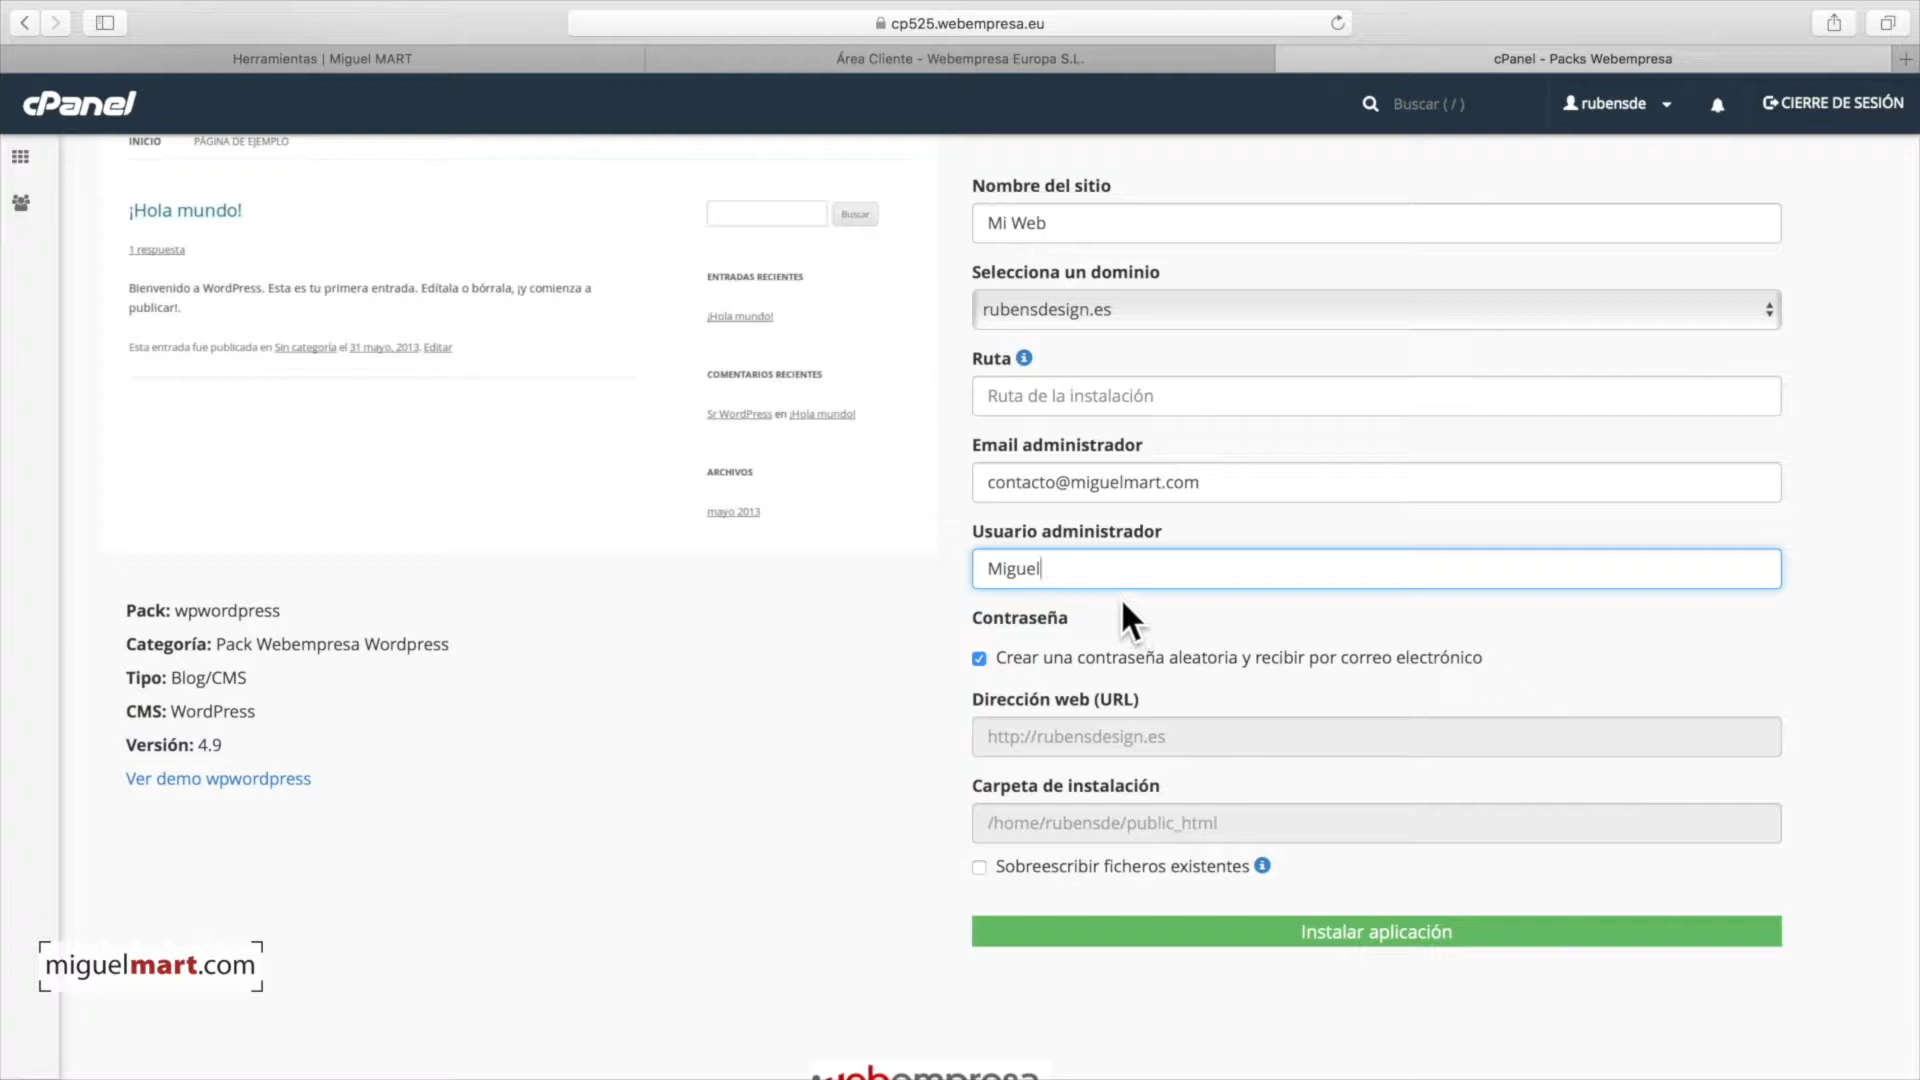 cp525.webempresa.eu
Herramientas | Miguel MART
Área Cliente - Webempresa Europa S.L.
cPanel - Packs Webempresa
cPanel
Buscar ( / )
rubensde
CIERRE DE SESIÓN
INICIO
PÁGINA DE EJEMPLO
¡Hola mundo!
1 respuesta
Bienvenido a WordPress. Esta es tu primera entrada. Edítala o bórrala, ¡y comienza a
publicar!.
Esta entrada fue publicada en Sin categoría el 31 mayo, 2013. Editar
Buscar
ENTRADAS RECIENTES
¡Hola mundo!
COMENTARIOS RECIENTES
Sr WordPress en ¡Hola mundo!
ARCHIVOS
mayo 2013
Pack: wpwordpress
Categoría: Pack Webempresa Wordpress
Tipo: Blog/CMS
CMS: WordPress
Versión: 4.9
Ver demo wpwordpress
Nombre del sitio
Mi Web
Selecciona un dominio
rubensdesign.es
Ruta
Ruta de la instalación
Email administrador
contacto@miguelmart.com
Usuario administrador
Miguel
Contraseña
Crear una contraseña aleatoria y recibir por correo electrónico
Dirección web (URL)
http://rubensdesign.es
Carpeta de instalación
/home/rubensde/public_html
Sobreescribir ficheros existentes
Instalar aplicación
miguelmart.com
webempresa